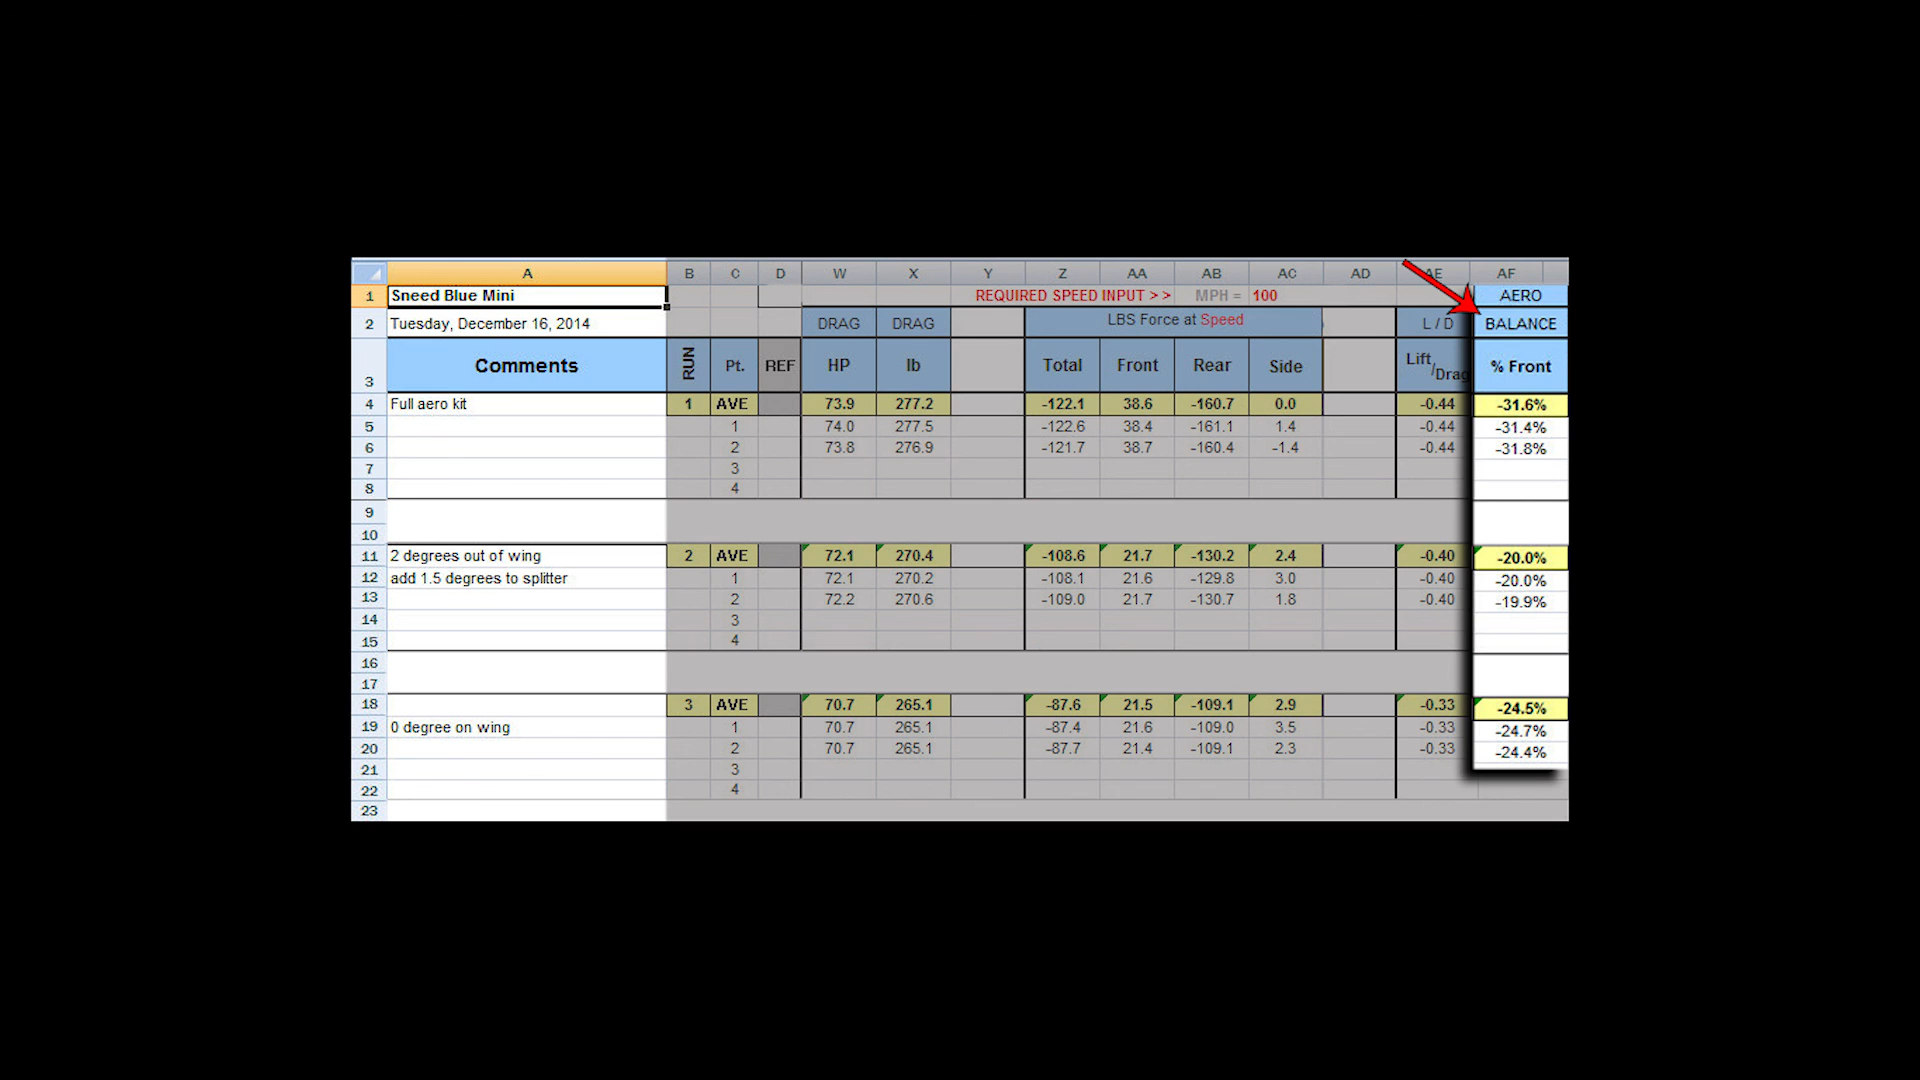 A B C D W X Y Z AA AB AC AD AE AF
1 Sneed Blue Mini REQUIRED SPEED INPUT > > MPH = 100 AERO
2 Tuesday, December 16, 2014 DRAG DRAG LBS Force at Speed L / D BALANCE
3 Comments RUN Pt. REF HP lb Total Front Rear Side Lift/Drag % Front
4 Full aero kit 1 AVE 73.9 277.2 -122.1 38.6 -160.7 0.0 -0.44 -31.6%
5 1 74.0 277.5 -122.6 38.4 -161.1 1.4 -0.44 -31.4%
6 2 73.8 276.9 -121.7 38.7 -160.4 -1.4 -0.44 -31.8%
7 3
8 4
9
10
11 2 degrees out of wing 2 AVE 72.1 270.4 -108.6 21.7 -130.2 2.4 -0.40 -20.0%
12 add 1.5 degrees to splitter 1 72.1 270.2 -108.1 21.6 -129.8 3.0 -0.40 -20.0%
13 2 72.2 270.6 -109.0 21.7 -130.7 1.8 -0.40 -19.9%
14 3
15 4
16
17
18 3 AVE 70.7 265.1 -87.6 21.5 -109.1 2.9 -0.33 -24.5%
19 0 degree on wing 1 70.7 265.1 -87.4 21.6 -109.0 3.5 -0.33 -24.7%
20 2 70.7 265.1 -87.7 21.4 -109.1 2.3 -0.33 -24.4%
21 3
22 4
23